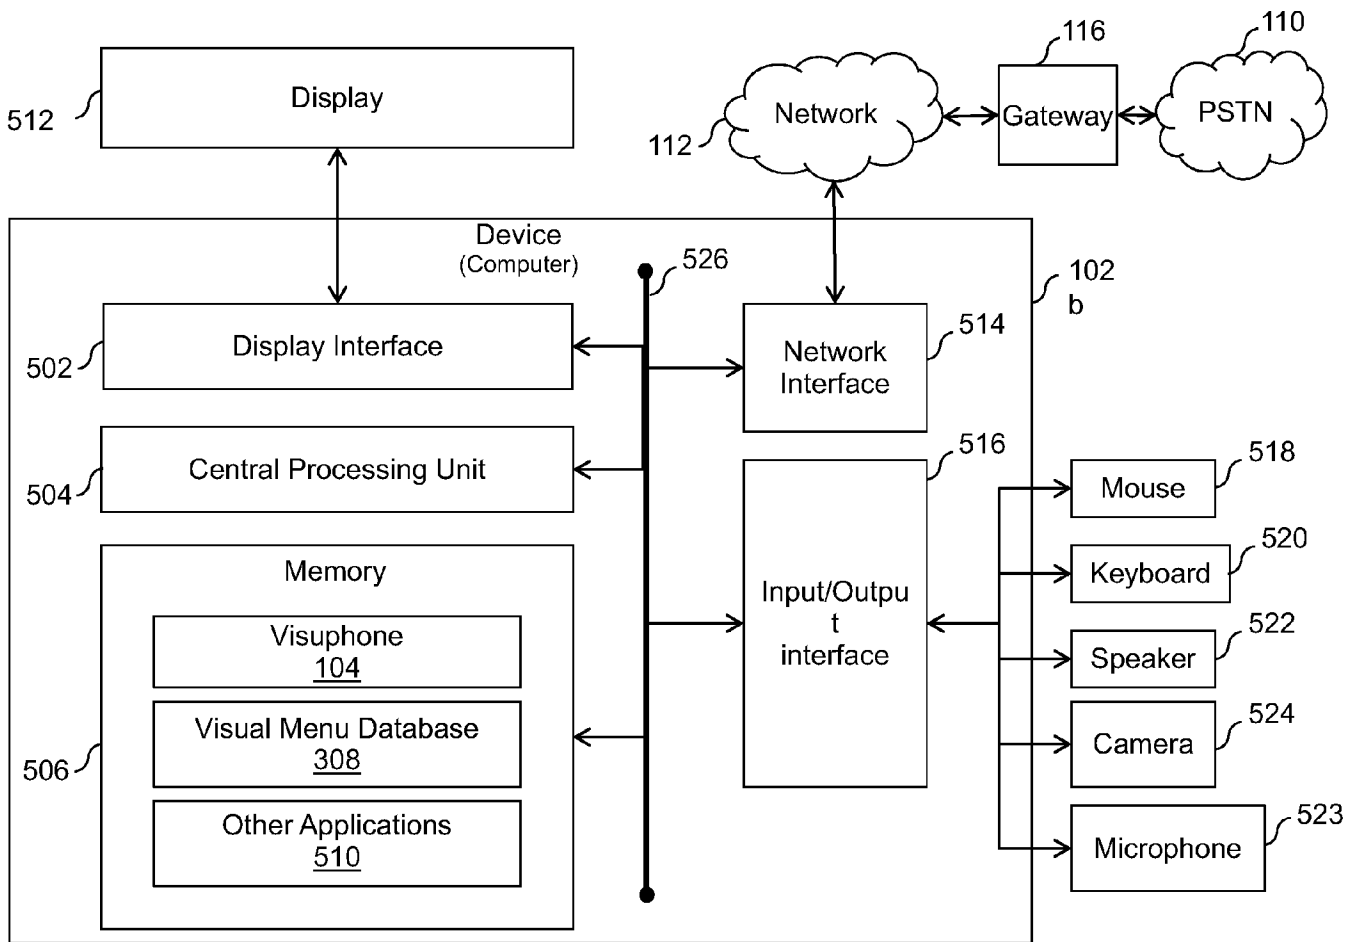 116
110
Display
512
Network
112
Gateway
PSTN
Device
(Computer)
526
102
b
Display Interface
502
Network
Interface
514
Central Processing Unit
504
516
Input/Outpu
t
interface
Mouse
518
Keyboard
520
Speaker
522
Camera
524
Microphone
523
Memory
506
Visuphone
104
Visual Menu Database
308
Other Applications
510